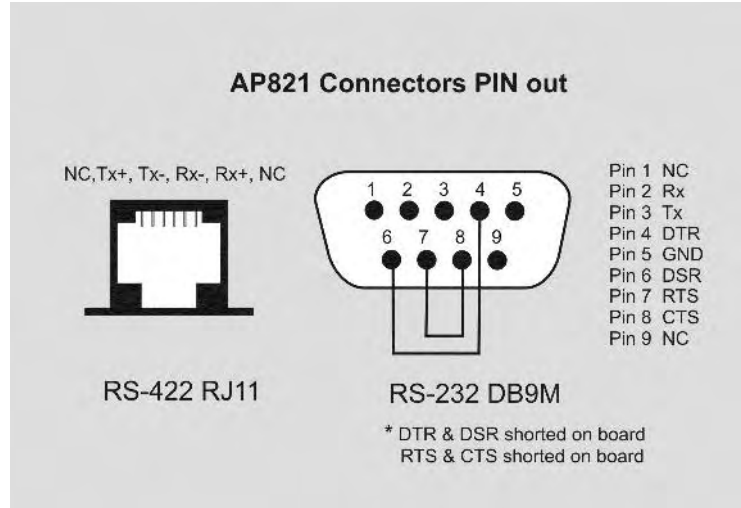 AP821 Connectors PIN out
NC,Tx+, Tx-, Rx-, Rx+, NC
1 2 3 4 5
6 7 8 9
Pin 1 NC
Pin 2 Rx
Pin 3 Tx
Pin 4 DTR
Pin 5 GND
Pin 6 DSR
Pin 7 RTS
Pin 8 CTS
Pin 9 NC
RS-422 RJ11
RS-232 DB9M
* DTR & DSR shorted on board
RTS & CTS shorted on board